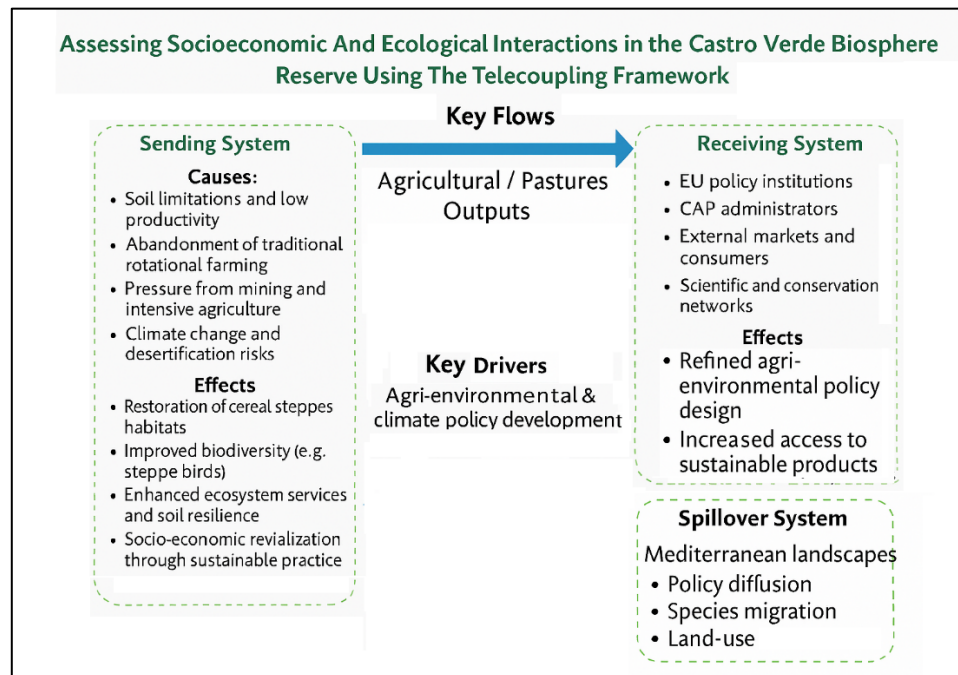 Assessing Socioeconomic And Ecological Interactions in the Castro Verde Biosphere
Reserve Using The Telecoupling Framework
Sending System
Causes:
• Soil limitations and low
productivity
• Abandonment of traditional
rotational farming
• Pressure from mining and
intensive agriculture
• Climate change and
desertification risks
Effects
• Restoration of cereal steppes
habitats
• Improved biodiversity (e.g.
steppe birds)
• Enhanced ecosystem services
and soil resilience
• Socio-economic revialization
through sustainable practice
Key Flows
Agricultural / Pastures
Outputs
Key Drivers
Agri-environmental &
climate policy development
Receiving System
• EU policy institutions
• CAP administrators
• External markets and
consumers
• Scientific and conservation
networks
Effects
• Refined agri-
environmental policy
design
• Increased access to
sustainable products
Spillover System
Mediterranean landscapes
• Policy diffusion
• Species migration
• Land-use